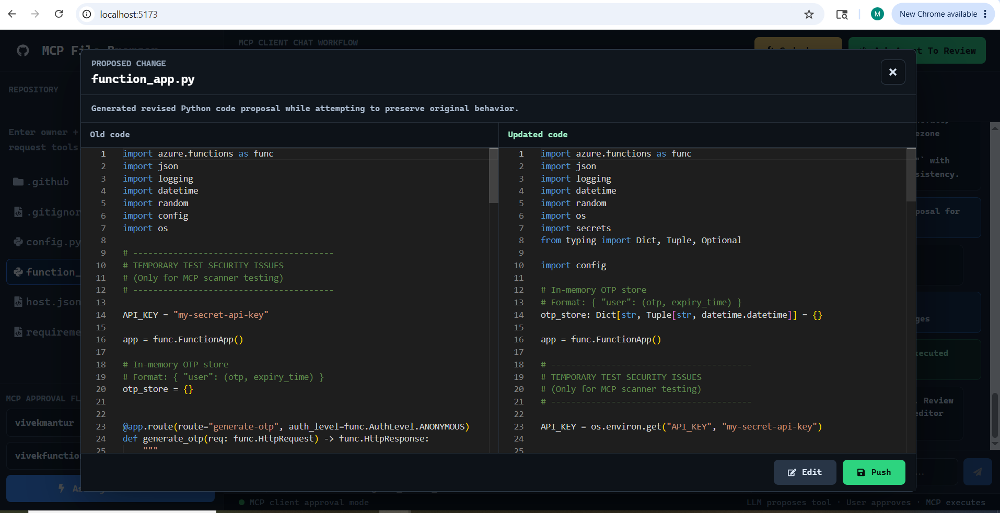 localhost:5173
M
New Chrome available
MCP File Browser
MCP CLIENT CHAT WORKFLOW
To Review
PROPOSED CHANGE
function_app.py
Generated revised Python code proposal while attempting to preserve original behavior.
REPOSITORY
Enter owner +
request tools
.github
.gitignor
config.py
function_
host.json
requireme
MCP APPROVAL FL
vivekmantur
vivekfunctio
Old code
1 import azure.functions as func
2 import json
3 import logging
4 import datetime
5 import random
6 import config
7 import os
8
9 # ----------------------------------------
10 # TEMPORARY TEST SECURITY ISSUES
11 # (Only for MCP scanner testing)
12 # ----------------------------------------
13
14 API_KEY = "my-secret-api-key"
15
16 app = func.FunctionApp()
17
18 # In-memory OTP store
19 # Format: { "user": (otp, expiry_time) }
20 otp_store = {}
21
22
23 @app.route(route="generate-otp", auth_level=func.AuthLevel.ANONYMOUS)
24 def generate_otp(req: func.HttpRequest) -> func.HttpResponse:
25 """
Updated code
1 import azure.functions as func
2 import json
3 import logging
4 import datetime
5 import random
6 import os
7 import secrets
8 from typing import Dict, Tuple, Optional
9
10 import config
11
12 # In-memory OTP store
13 # Format: { "user": (otp, expiry_time) }
14 otp_store: Dict[str, Tuple[str, datetime.datetime]] = {}
15
16 app = func.FunctionApp()
17
18 # ----------------------------------------
19 # TEMPORARY TEST SECURITY ISSUES
20 # (Only for MCP scanner testing)
21 # ----------------------------------------
22
23 API_KEY = os.environ.get("API_KEY", "my-secret-api-key")
24
25
ezone
"` with
sistency.
posal for
ges
ecuted
Review
editor
Edit
Push
MCP client approval mode
LLM proposes tool · User approves · MCP executes